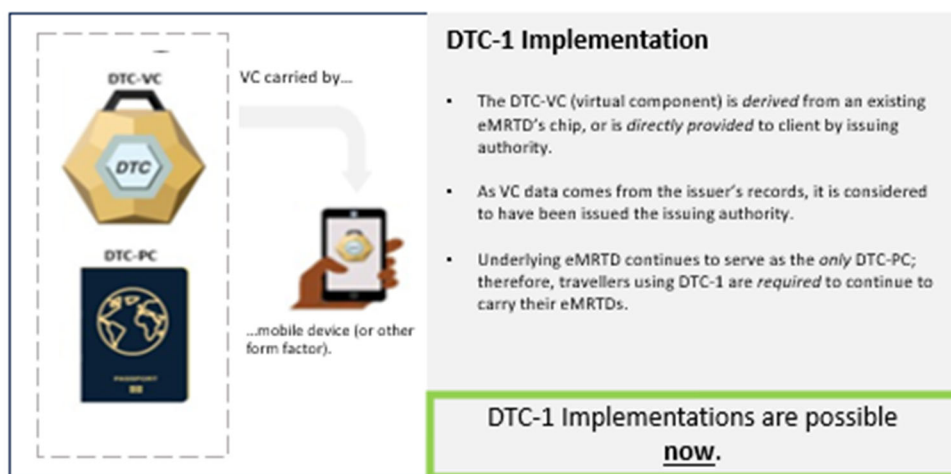 DTC-VC
DTC
DTC-PC
PASSPORT
VC carried by...
...mobile device (or other
form factor).
DTC-1 Implementation
▪ The DTC-VC (virtual component) is derived from an existing
eMRTD's chip, or is directly provided to client by issuing
authority.
▪ As VC data comes from the issuer's records, it is considered
to have been issued the issuing authority.
▪ Underlying eMRTD continues to serve as the only DTC-PC;
therefore, travellers using DTC-1 are required to continue to
carry their eMRTDs.
DTC-1 Implementations are possible
now.